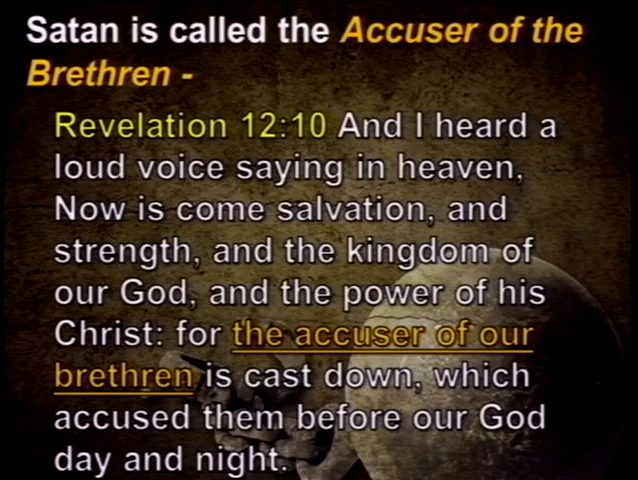 Satan is called the Accuser of the
Brethren -
Revelation 12:10 And I heard a
loud voice saying in heaven,
Now is come salvation, and
strength, and the kingdom of
our God, and the power of his
Christ: for the accuser of our
brethren is cast down, which
accused them before our God
day and night.